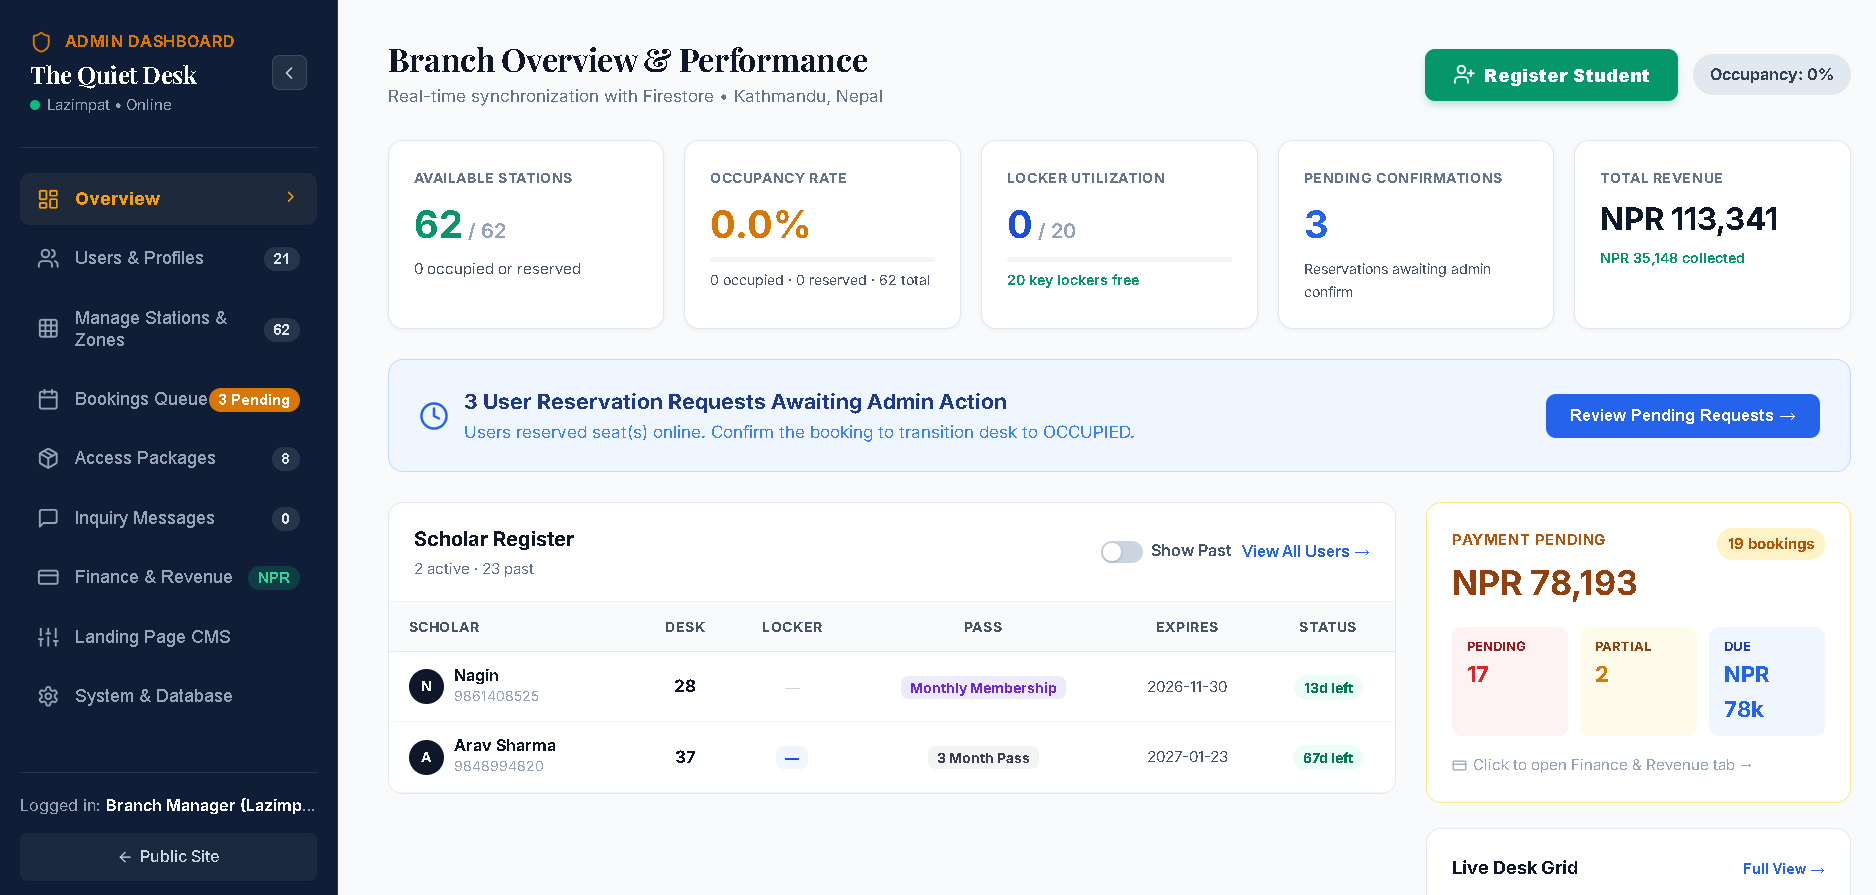 ADMIN DASHBOARD
The Quiet Desk
Lazimpat • Online
Overview
Users & Profiles 21
Manage Stations & Zones 62
Bookings Queue 3 Pending
Access Packages 8
Inquiry Messages 0
Finance & Revenue NPR
Landing Page CMS
System & Database
Logged in: Branch Manager (Lazimp...
← Public Site
Branch Overview & Performance
Real-time synchronization with Firestore • Kathmandu, Nepal
Register Student
Occupancy: 0%
AVAILABLE STATIONS
62 / 62
0 occupied or reserved
OCCUPANCY RATE
0.0%
0 occupied · 0 reserved · 62 total
LOCKER UTILIZATION
0 / 20
20 key lockers free
PENDING CONFIRMATIONS
3
Reservations awaiting admin
confirm
TOTAL REVENUE
NPR 113,341
NPR 35,148 collected
3 User Reservation Requests Awaiting Admin Action
Users reserved seat(s) online. Confirm the booking to transition desk to OCCUPIED.
Review Pending Requests →
Scholar Register
2 active · 23 past
Show Past View All Users →
SCHOLAR DESK LOCKER PASS EXPIRES STATUS
N Nagin 28 — Monthly Membership 2026-11-30 13d left
9861408525
A Arav Sharma 37 — 3 Month Pass 2027-01-23 67d left
9848994820
PAYMENT PENDING
19 bookings
NPR 78,193
PENDING
17
PARTIAL
2
DUE
NPR
78k
Click to open Finance & Revenue tab →
Live Desk Grid
Full View →